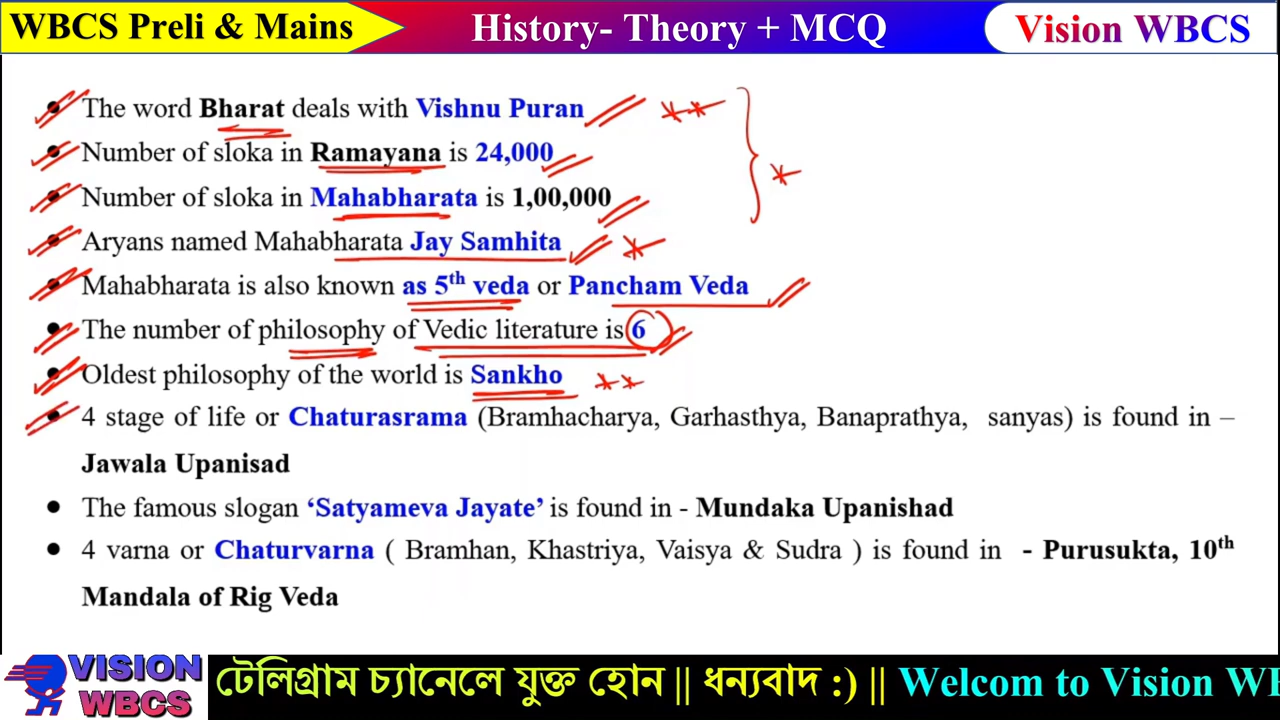 WBCS Preli & Mains
History- Theory + MCQ
Vision WBCS
The word Bharat deals with Vishnu Puran
Number of sloka in Ramayana is 24,000
Number of sloka in Mahabharata is 1,00,000
Aryans named Mahabharata Jay Samhita
Mahabharata is also known as 5th veda or Pancham Veda
The number of philosophy of Vedic literature is 6
Oldest philosophy of the world is Sankho
4 stage of life or Chaturasrama (Bramhacharya, Garhasthya, Banaprathya, sanyas) is found in –
Jawala Upanisad
The famous slogan ‘Satyameva Jayate’ is found in - Mundaka Upanishad
4 varna or Chaturvarna ( Bramhan, Khastriya, Vaisya & Sudra ) is found in - Purusukta, 10th
Mandala of Rig Veda
VISION
WBCS
টেলিগ্রাম চ্যানেলে যুক্ত হোন || ধন্যবাদ :) || Welcome to Vision WB